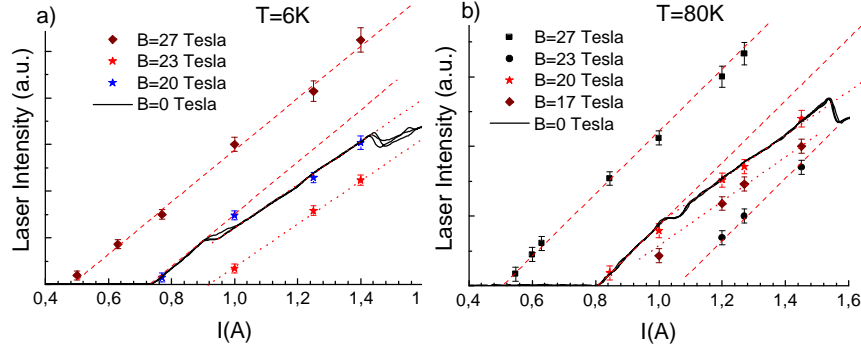 a)
T=6K
B=27 Tesla
B=23 Tesla
B=20 Tesla
B=0 Tesla
Laser Intensity (a.u.)
0,4 0,6 0,8 1,0 1,2 1,4 1
I(A)
b)
T=80K
B=27 Tesla
B=23 Tesla
B=20 Tesla
B=17 Tesla
B=0 Tesla
Laser Intensity (a.u.)
0,4 0,6 0,8 1,0 1,2 1,4 1,6
I(A)